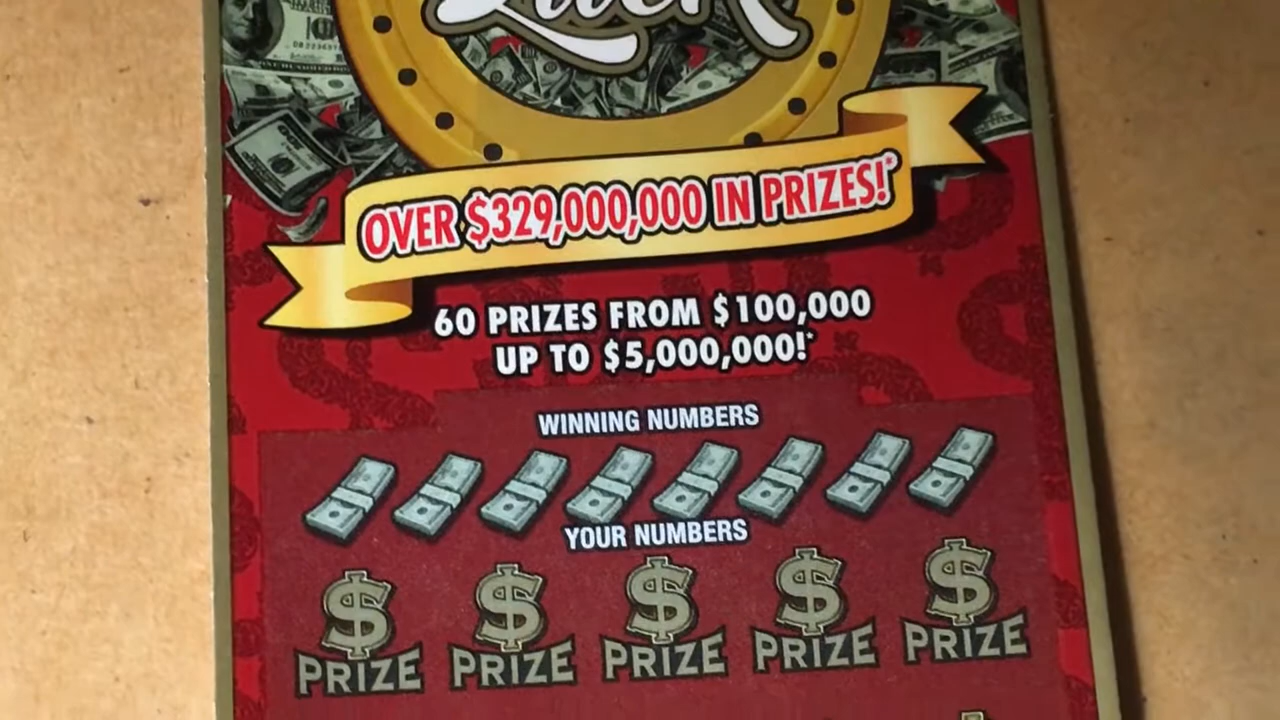 Luck
OVER $329,000,000 IN PRIZES!*
60 PRIZES FROM $100,000
UP TO $5,000,000!*
WINNING NUMBERS
YOUR NUMBERS
$ $ $ $ $
PRIZE PRIZE PRIZE PRIZE PRIZE